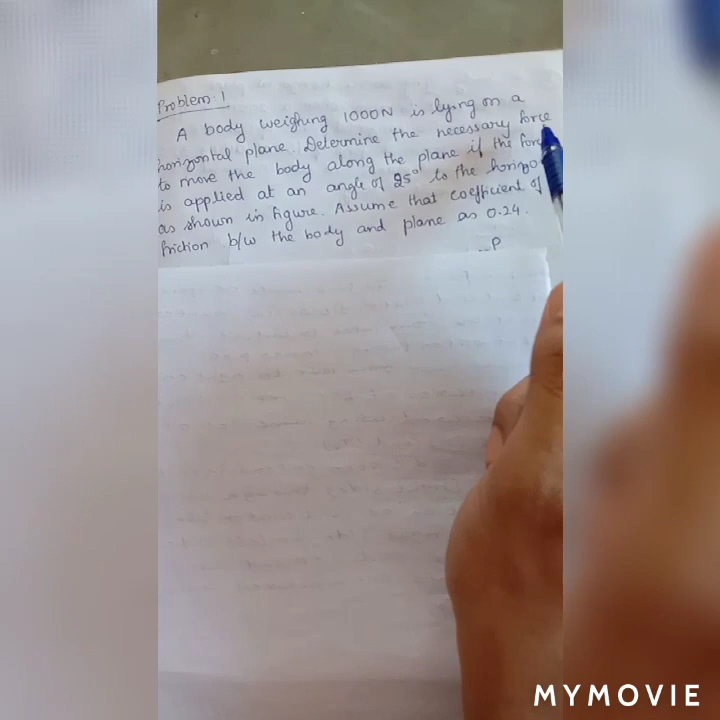 Problem 1
A body weighing 1000N is lying on a
horizontal plane. Determine the necessary force
to move the body along the plane if the for
is applied at an angle of 25° to the horizo
as shown in figure. Assume that coefficient of
friction b/w the body and plane as 0.24.
P
MYMOVIE